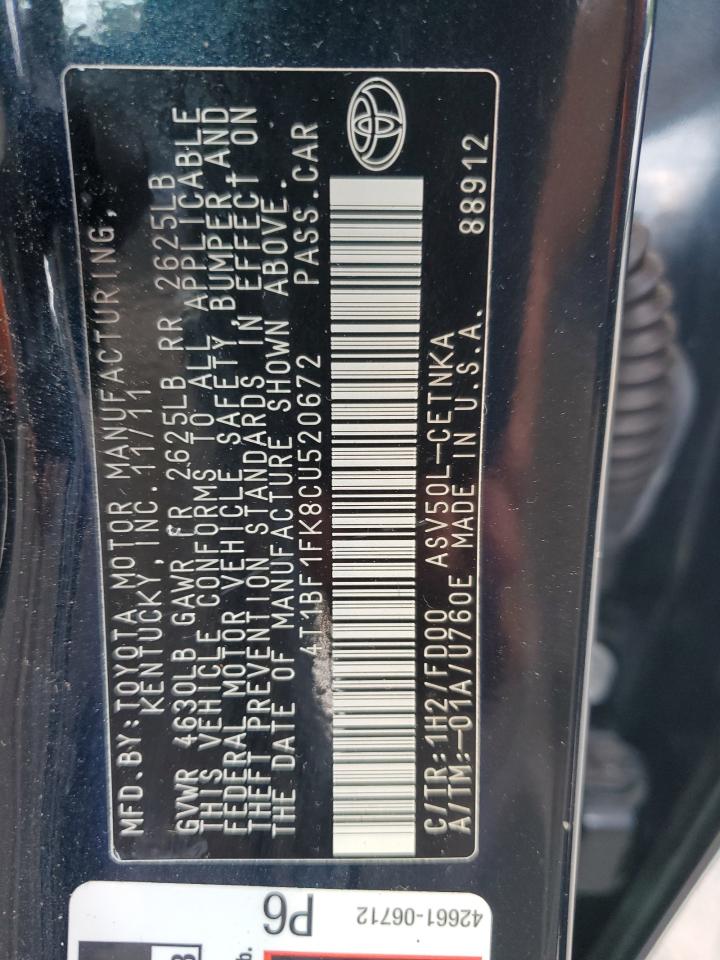 MFD.BY:TOYOTA MOTOR MANUFACTURING,
KENTUCKY, INC. 11/11
GVWR 4630LB GAWR FR 2625LB RR 2625LB
THIS VEHICLE CONFORMS TO ALL APPLICABLE
FEDERAL MOTOR VEHICLE SAFETY, BUMPER, AND
THEFT PREVENTION STANDARDS IN EFFECT ON
THE DATE OF MANUFACTURE SHOWN ABOVE.
4T1BF1FK8CU520672 PASS.CAR
C/TR:1H2/FD00 ASV50L-CETNKA
A/TM:-01A/U760E MADE IN U.S.A. 88912
P6
42661-06712